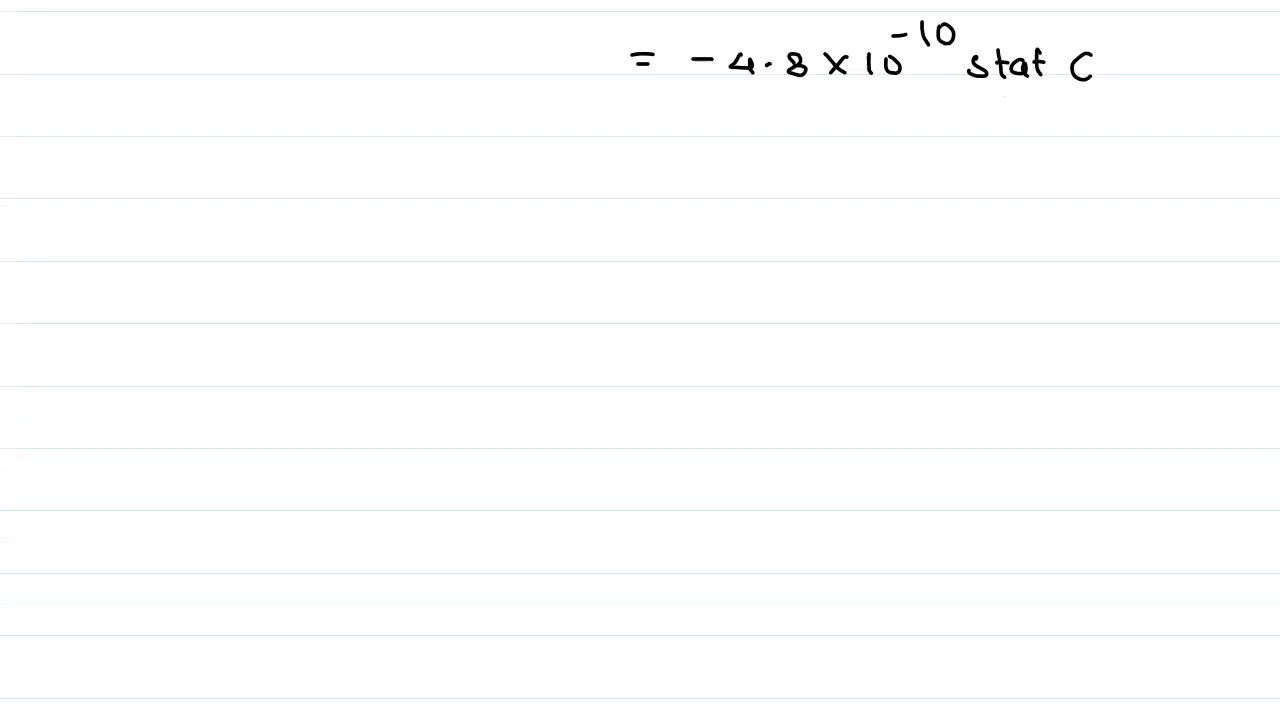 = - 4.8 × 10⁻¹⁰ stat C